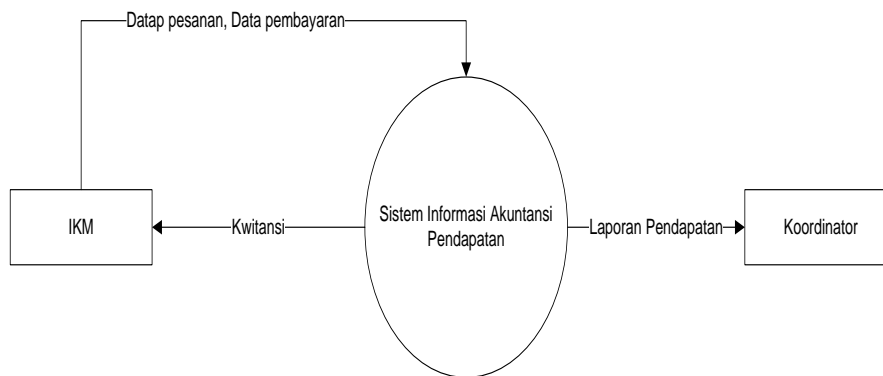 Datap pesanan, Data pembayaran
IKM
Kwitansi
Sistem Informasi Akuntansi
Pendapatan
Laporan Pendapatan
Koordinator